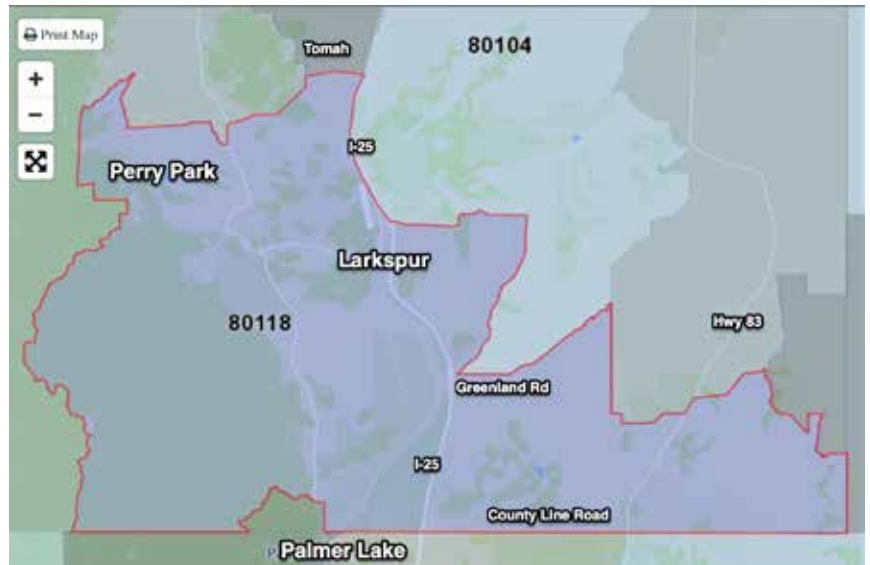 Print Map
Tomah
80104
+
−
I-25
Perry Park
Larkspur
80118
Hwy 83
Greenland Rd
I-25
County Line Road
Palmer Lake